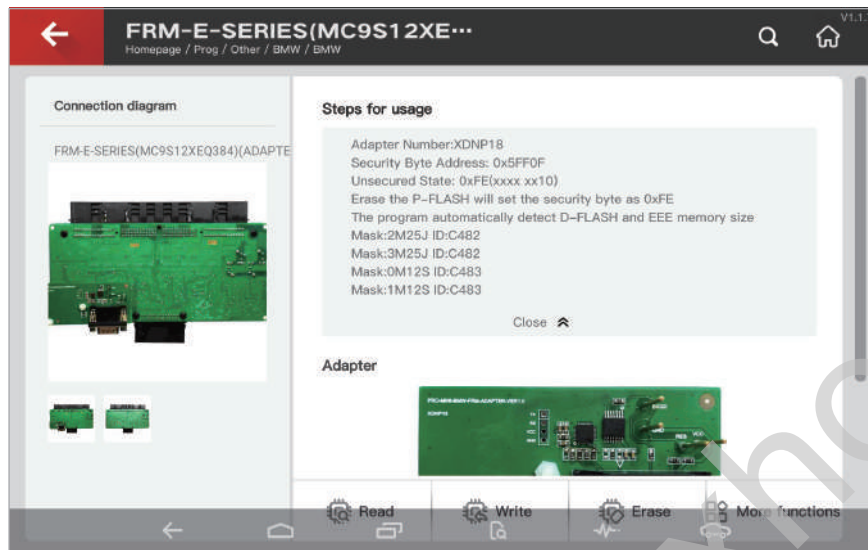 V1.1.
FRM-E-SERIES(MC9S12XE···
Homepage / Prog / Other / BMW / BMW
Connection diagram
FRM-E-SERIES(MC9S12XEQ384)(ADAPTE
Steps for usage
Adapter Number:XDNP18
Security Byte Address: 0x5FF0F
Unsecured State: 0xFE(xxxx xx10)
Erase the P-FLASH will set the security byte as 0xFE
The program automatically detect D-FLASH and EEE memory size
Mask:2M25J ID:C482
Mask:3M25J ID:C482
Mask:0M12S ID:C483
Mask:1M12S ID:C483
Close
Adapter
XDNP18
VCC
Read
Write
Erase
More functions